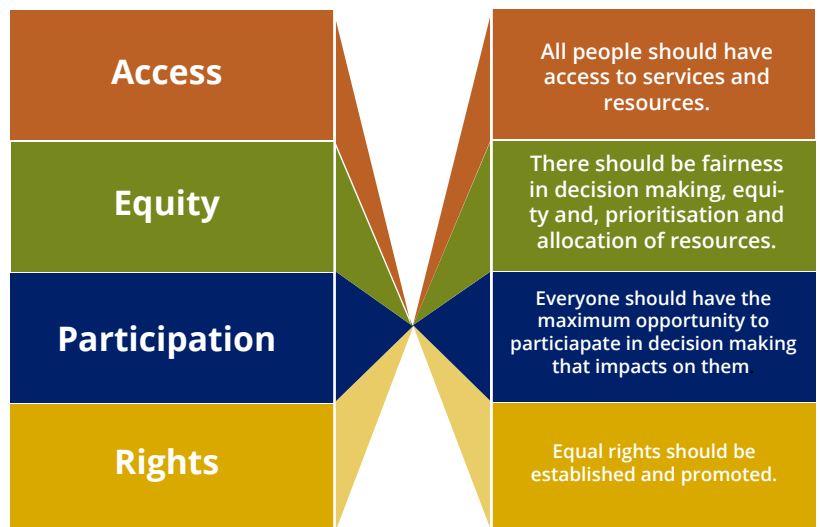 Access
All people should have
access to services and
resources.
Equity
There should be fairness
in decision making, equi-
ty and, prioritisation and
allocation of resources.
Participation
Everyone should have the
maximum opportunity to
particiapate in decision making
that impacts on them.
Rights
Equal rights should be
established and promoted.